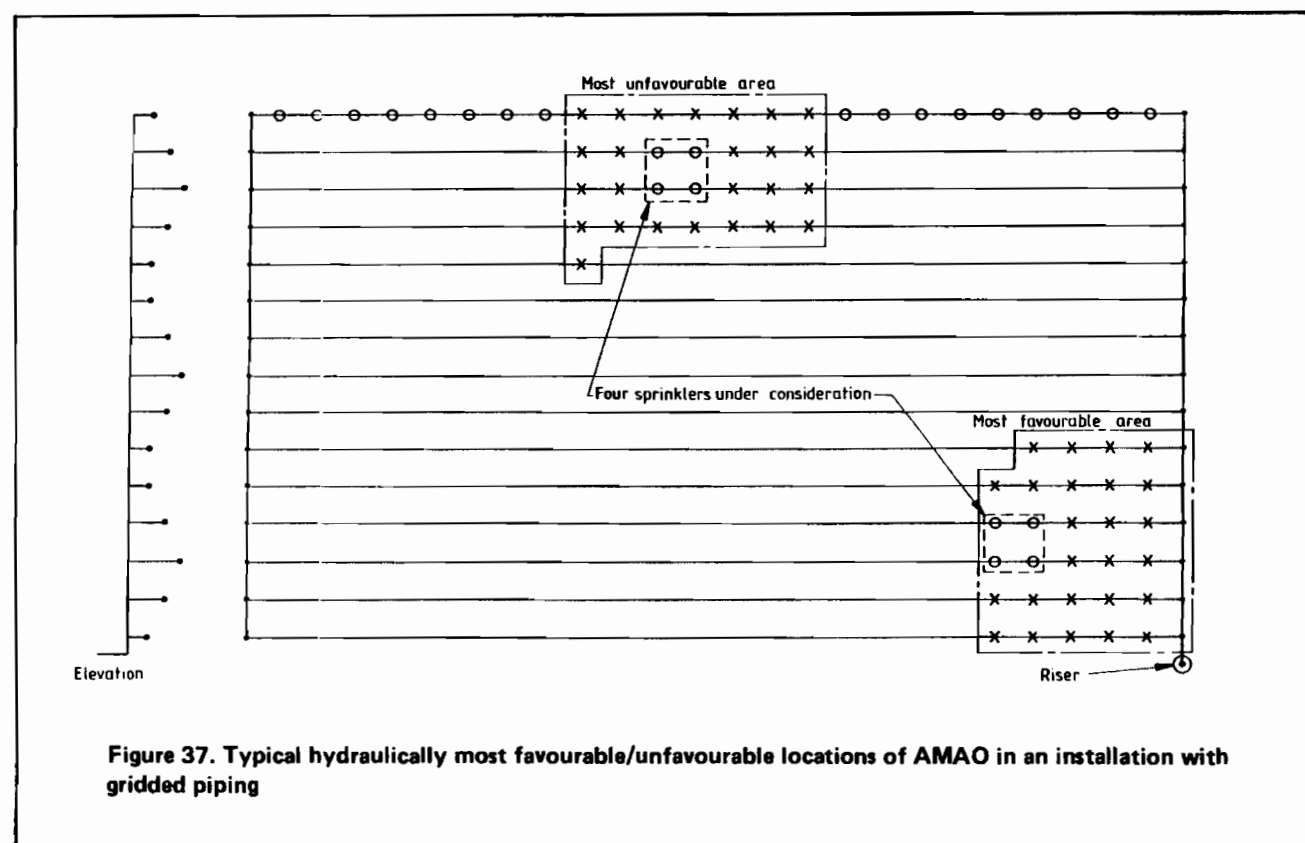 Most unfavourable area
Four sprinklers under consideration
Most favourable area
Elevation
Riser
Figure 37. Typical hydraulically most favourable/unfavourable locations of AMAO in an installation with
gridded piping